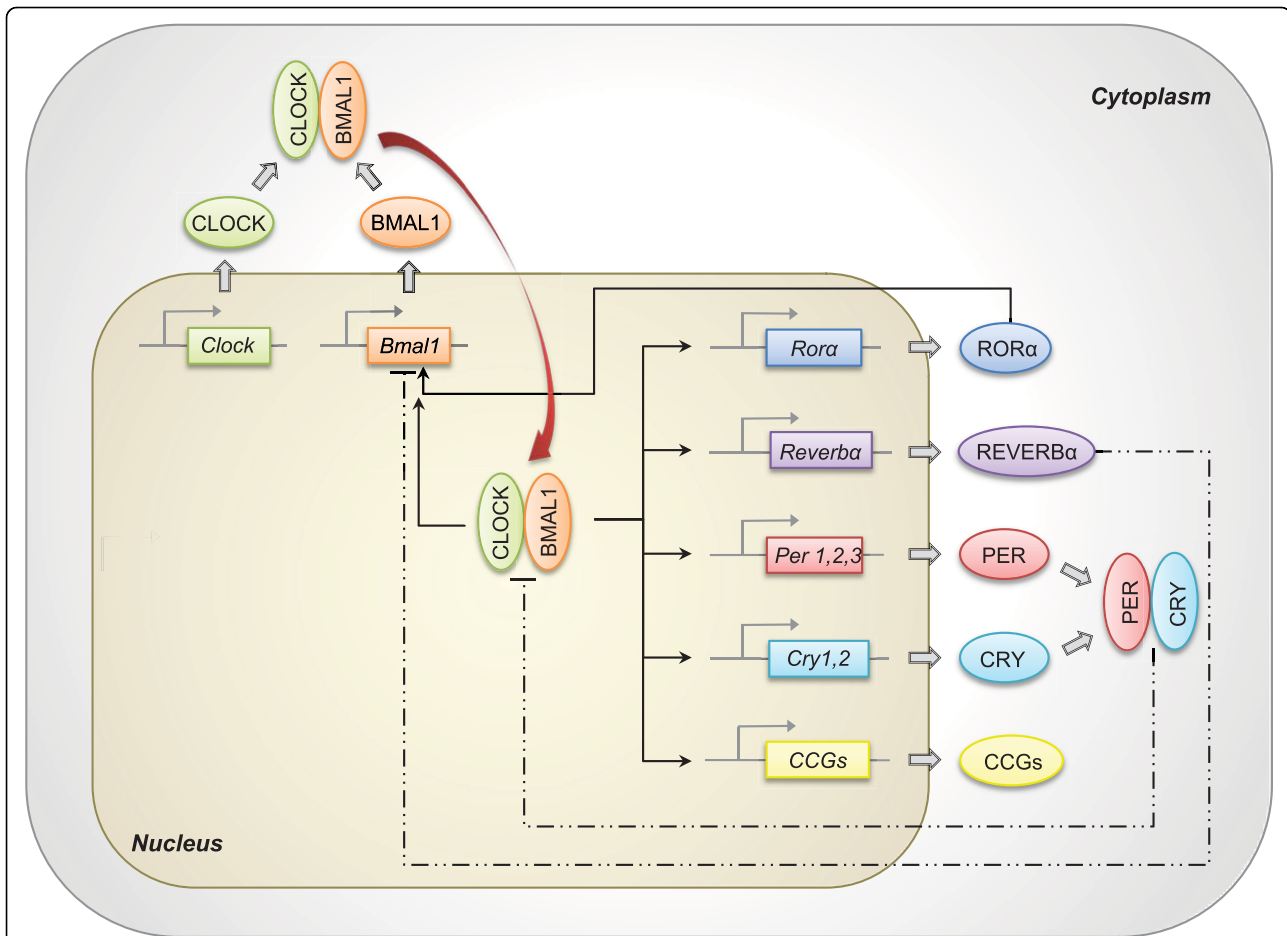 Cytoplasm
CLOCK
BMAL1
CLOCK
BMAL1
Clock
Bmal1
Rorα
RORα
Reverbα
REVERBα
CLOCK
BMAL1
Per 1,2,3
PER
PER
CRY
Cry1,2
CRY
CCGs
CCGs
Nucleus